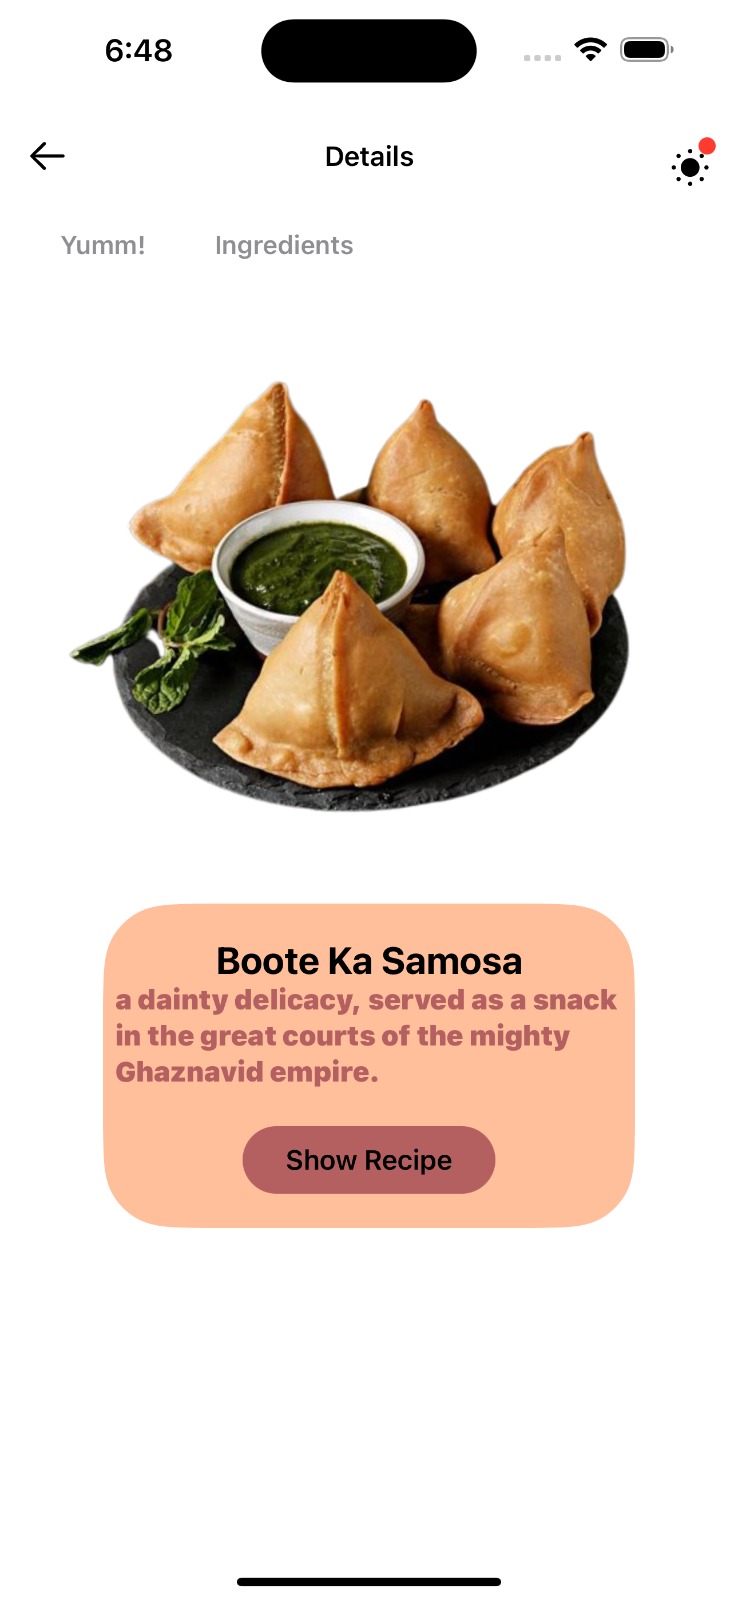 6:48
Details
Yumm! Ingredients
Boote Ka Samosa
a dainty delicacy, served as a snack
in the great courts of the mighty
Ghaznavid empire.
Show Recipe